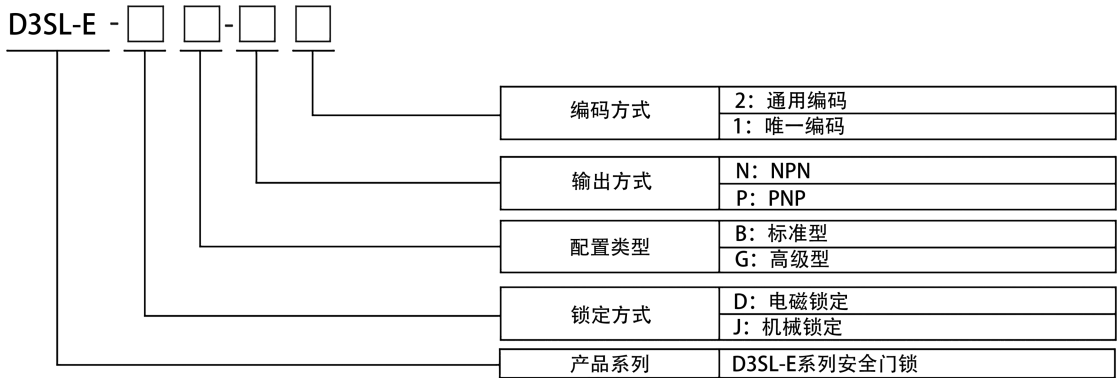 D3SL-E - □ □ - □ □
编码方式
2：通用编码
1：唯一编码
输出方式
N：NPN
P：PNP
配置类型
B：标准型
G：高级型
锁定方式
D：电磁锁定
J：机械锁定
产品系列
D3SL-E系列安全门锁